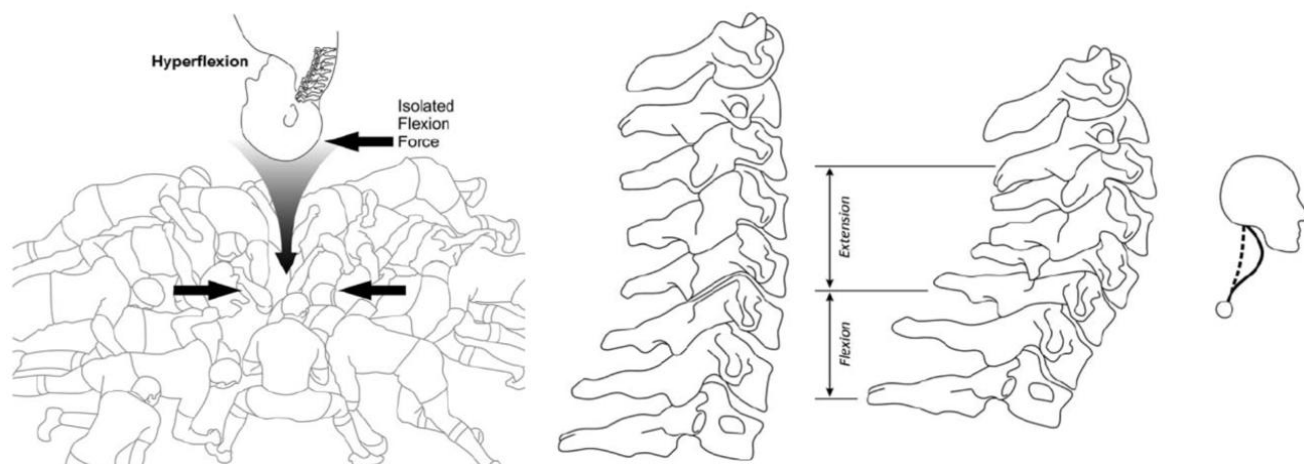 Hyperflexion
Isolated
Flexion
Force
Extension
Flexion